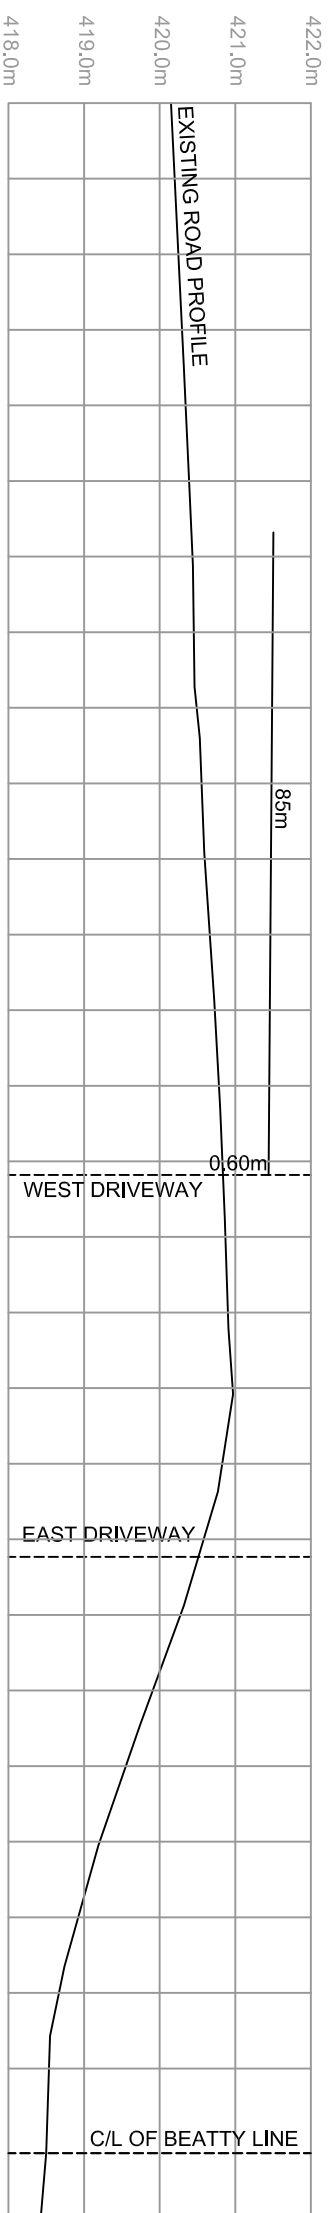 422.0m
421.0m
420.0m
419.0m
418.0m
EXISTING ROAD PROFILE
85m
0.60m
WEST DRIVEWAY
EAST DRIVEWAY
C/L OF BEATTY LINE